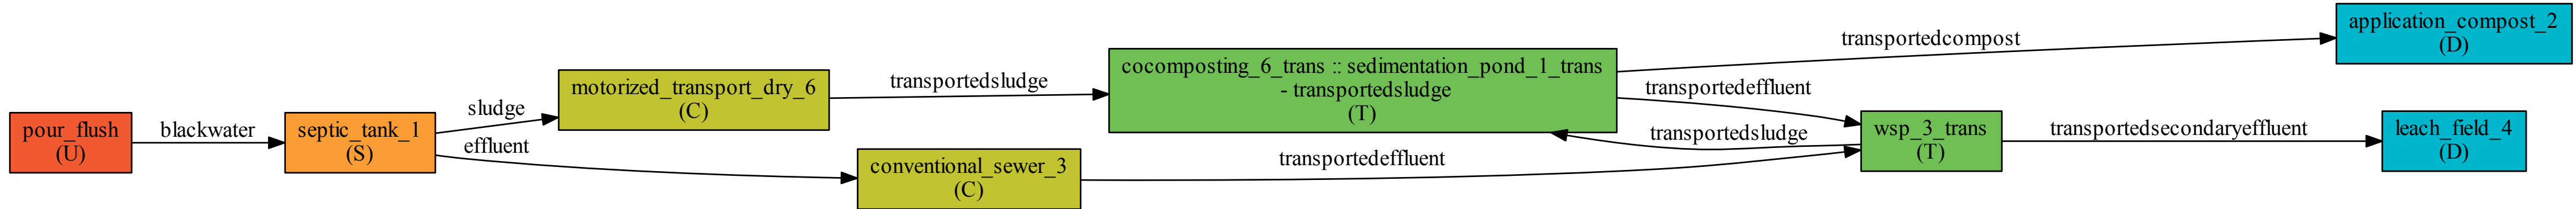 pour_flush
(U)
blackwater
septic_tank_1
(S)
sludge
effluent
motorized_transport_dry_6
(C)
conventional_sewer_3
(C)
transportedsludge
transportedeffluent
cocomposting_6_trans :: sedimentation_pond_1_trans
- transportedsludge
(T)
transportedcompost
transportedeffluent
transportedsludge
wsp_3_trans
(T)
transportedsecondaryeffluent
application_compost_2
(D)
leach_field_4
(D)